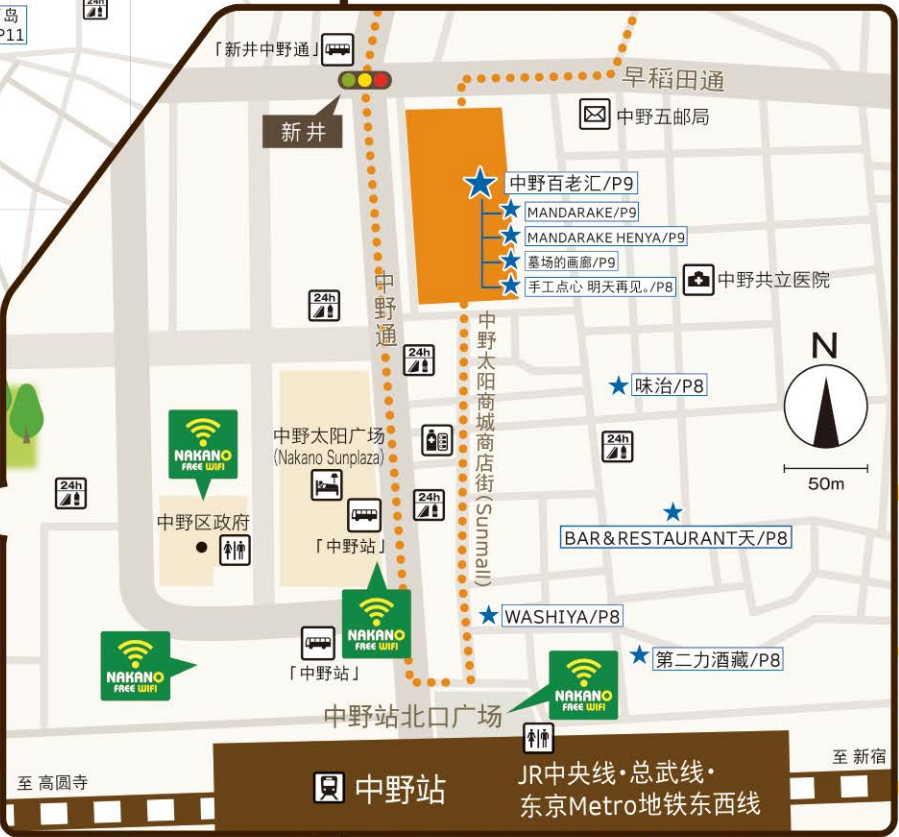 岛
P11
24h
「新井中野通」
新井
早稻田通
中野五邮局
中野百老汇/P9
MANDARAKE/P9
MANDARAKE HENYA/P9
墓场的画廊/P9
手工点心 明天再见。/P8
中野共立医院
24h
中野通
24h
中野太阳商城商店街(Sunmall)
N
50m
味治/P8
24h
NAKANO
FREE WIFI
中野太阳广场
(Nakano Sunplaza)
24h
24h
中野区政府
「中野站」
BAR&RESTAURANT天/P8
NAKANO
FREE WIFI
WASHIYA/P8
NAKANO
FREE WIFI
「中野站」
第二力酒藏/P8
NAKANO
FREE WIFI
中野站北口广场
至 高圆寺
中野站
JR中央线・总武线・
东京Metro地铁东西线
至 新宿